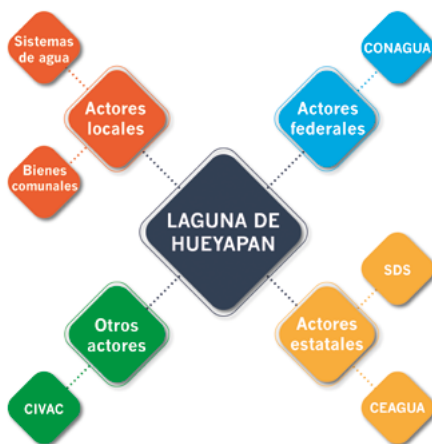 Sistemas
de agua
Actores
locales
Bienes
comunales
CONAGUA
Actores
federales
LAGUNA DE
HUEYAPAN
Otros
actores
CIVAC
SDS
Actores
estatales
CEAGUA